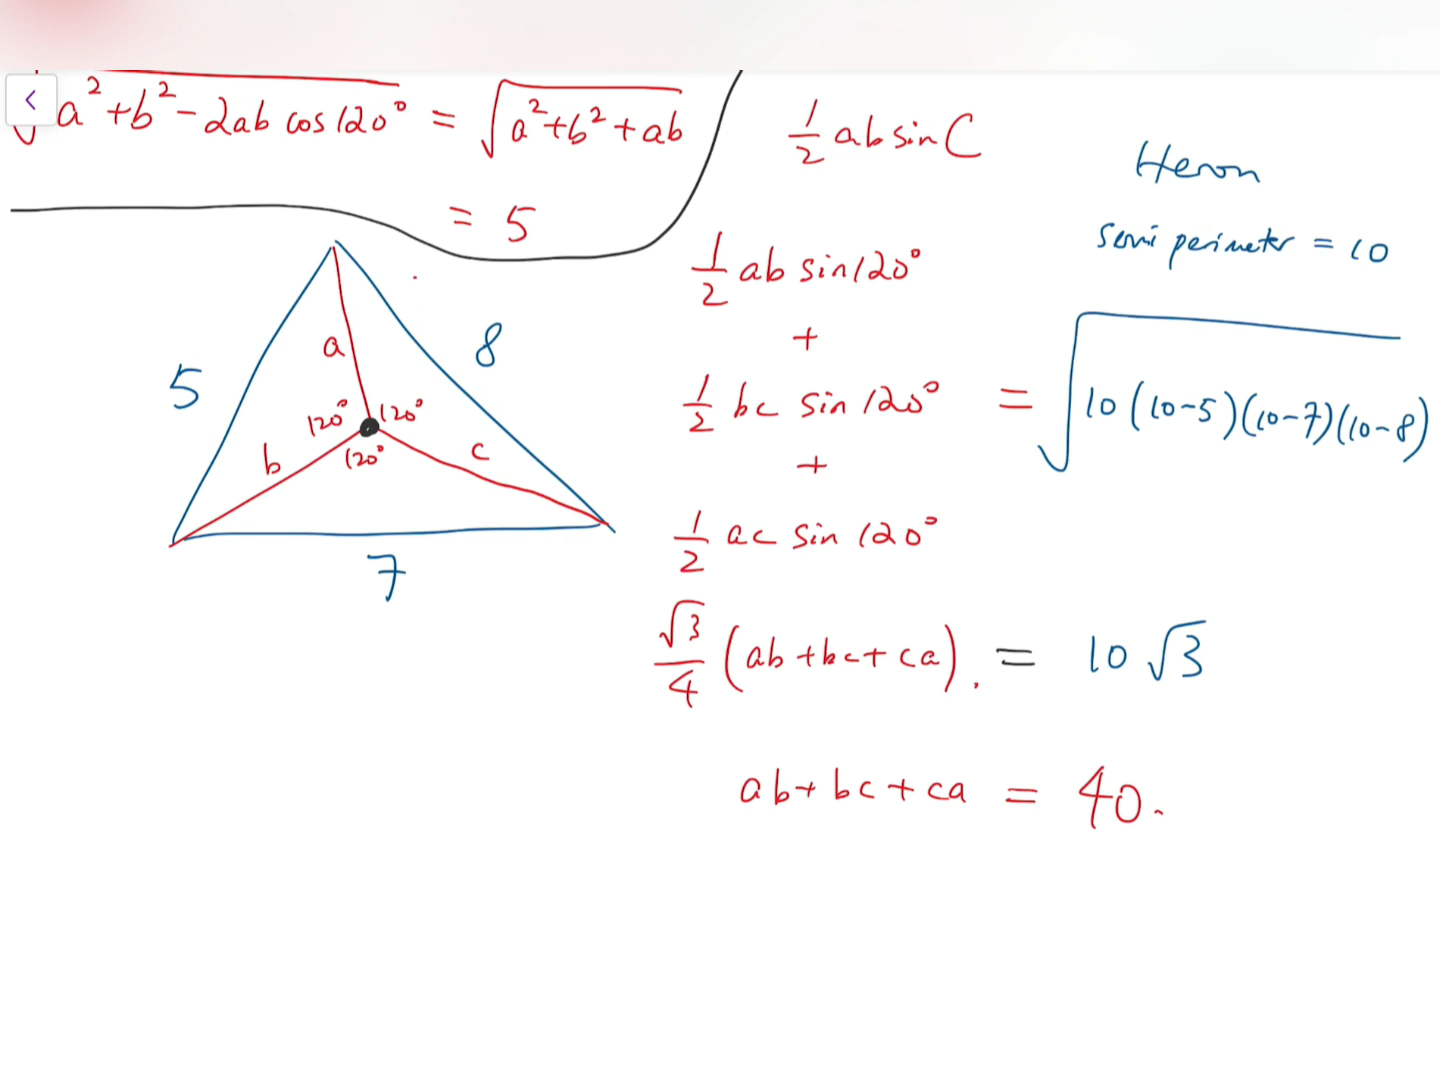 √a²+b²-2ab cos120° = √a²+b²+ab
= 5
½ ab sin C
Heron
semi perimeter = 10
5
8
7
a
b
c
120°
120°
120°
½ ab sin120°
+
½ bc sin 120° = √10(10-5)(10-7)(10-8)
+
½ ac sin 120°
√3/4 (ab+bc+ca). = 10√3
ab+bc+ca = 40.